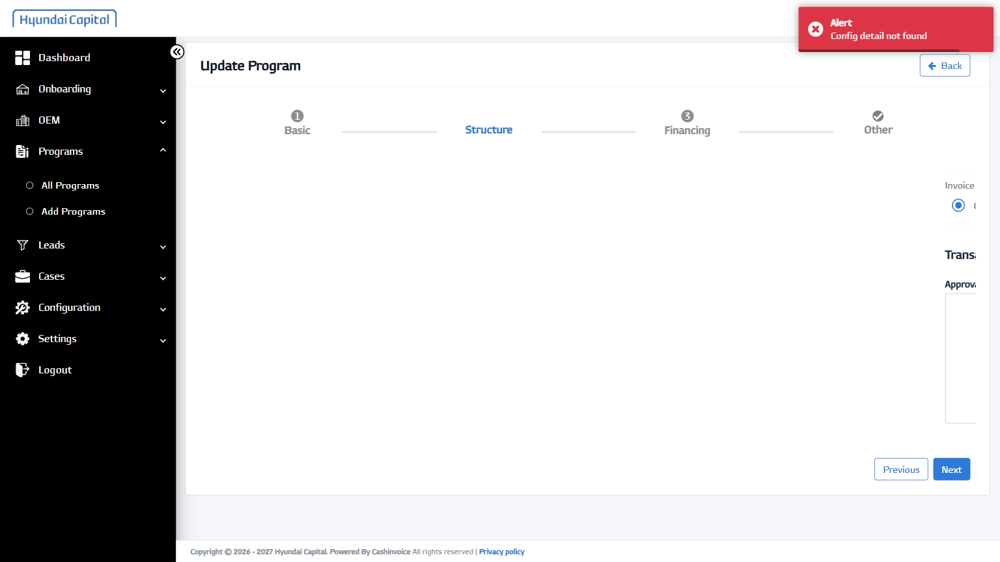 Hyundai Capital
Alert
Config detail not found
Dashboard
Onboarding
OEM
Programs
All Programs
Add Programs
Leads
Cases
Configuration
Settings
Logout
Update Program
Back
1
Basic
Structure
3
Financing
Other
Invoice
Transa
Approva
Previous
Next
Copyright © 2026 - 2027 Hyundai Capital. Powered By Cashinvoice All rights reserved | Privacy policy